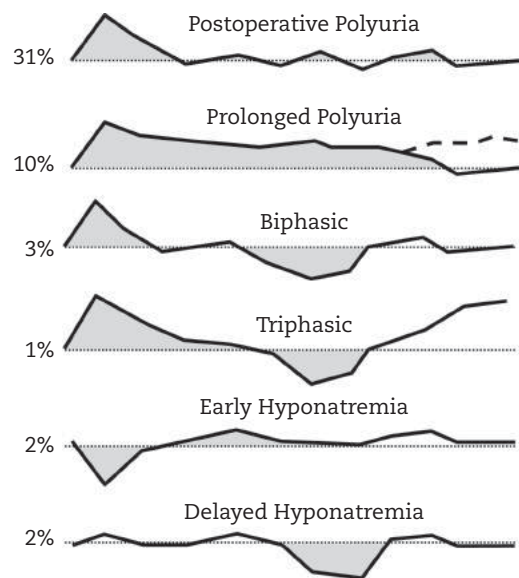 Postoperative Polyuria
31%
Prolonged Polyuria
10%
Biphasic
3%
Triphasic
1%
Early Hyponatremia
2%
Delayed Hyponatremia
2%